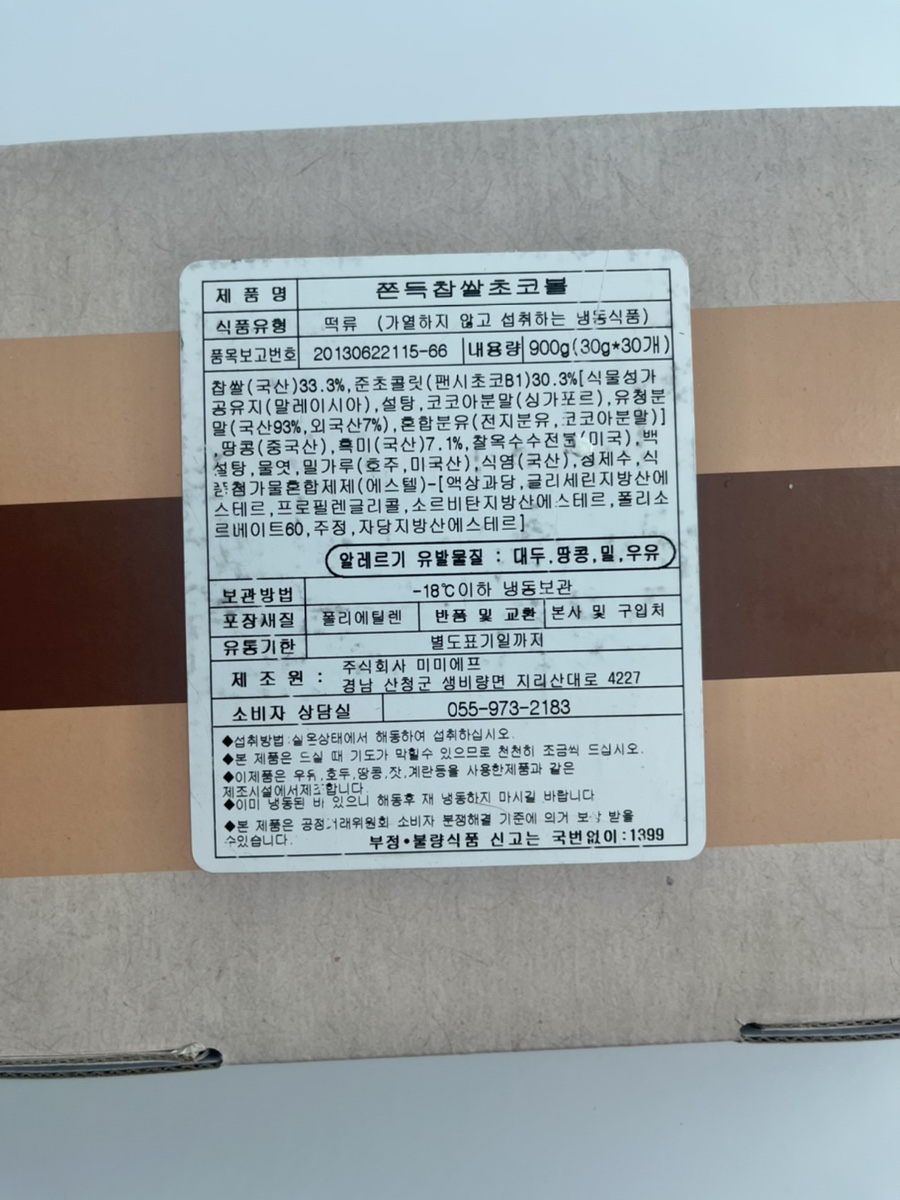 제 품 명 쫀득찹쌀초코볼
식품유형 떡류 (가열하지 않고 섭취하는 냉동식품)
품목보고번호 20130622115-66 내용량 900g(30g*30개)
찹쌀(국산)33.3%,준초콜릿(팬시초코B1)30.3%[식물성가
공유지(말레이시아),설탕,코코아분말(싱가포르),유청분
말(국산93%,외국산7%),혼합분유(전지분유,코코아분말)]
,땅콩(중국산),흑미(국산)7.1%,찰옥수수전분(미국),백
설탕,물엿,밀가루(호주,미국산),식염(국산),정제수,식
품첨가물혼합제제(에스텔)-[액상과당,글리세린지방산에
스테르,프로필렌글리콜,소르비탄지방산에스테르,폴리소
르베이트60,주정,자당지방산에스테르]
알레르기 유발물질 : 대두.땅콩,밀,우유
보관방법 -18℃이하 냉동보관
포장재질 폴리에틸렌 반품 및 교환 본사 및 구입처
유통기한 별도표기일까지
제 조 원 : 주식회사 미미에프
경남 산청군 생비량면 지리산대로 4227
소비자 상담실 055-973-2183
◆섭취방법:실온상태에서 해동하여 섭취하십시오.
◆본 제품은 드실 때 기도가 막힐수 있으므로 천천히 조금씩 드십시오.
◆이제품은 우유,호두,땅콩,잣,계란등을 사용한제품과 같은
제조시설에서제조합니다.
◆이미 냉동된 바 있으니 해동후 재 냉동하지 마시길 바랍니다
◆본 제품은 공정거래위원회 소비자 분쟁해결 기준에 의거 보상 받을
수있습니다.
부정•불량식품 신고는 국번없이:1399